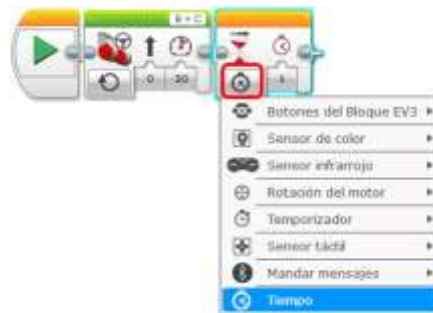 B + C
0 20 1
Botones del Bloque EV3
Sensor de color
Sensor infrarrojo
Rotación del motor
Temporizador
Sensor táctil
Mandar mensajes
Tiempo